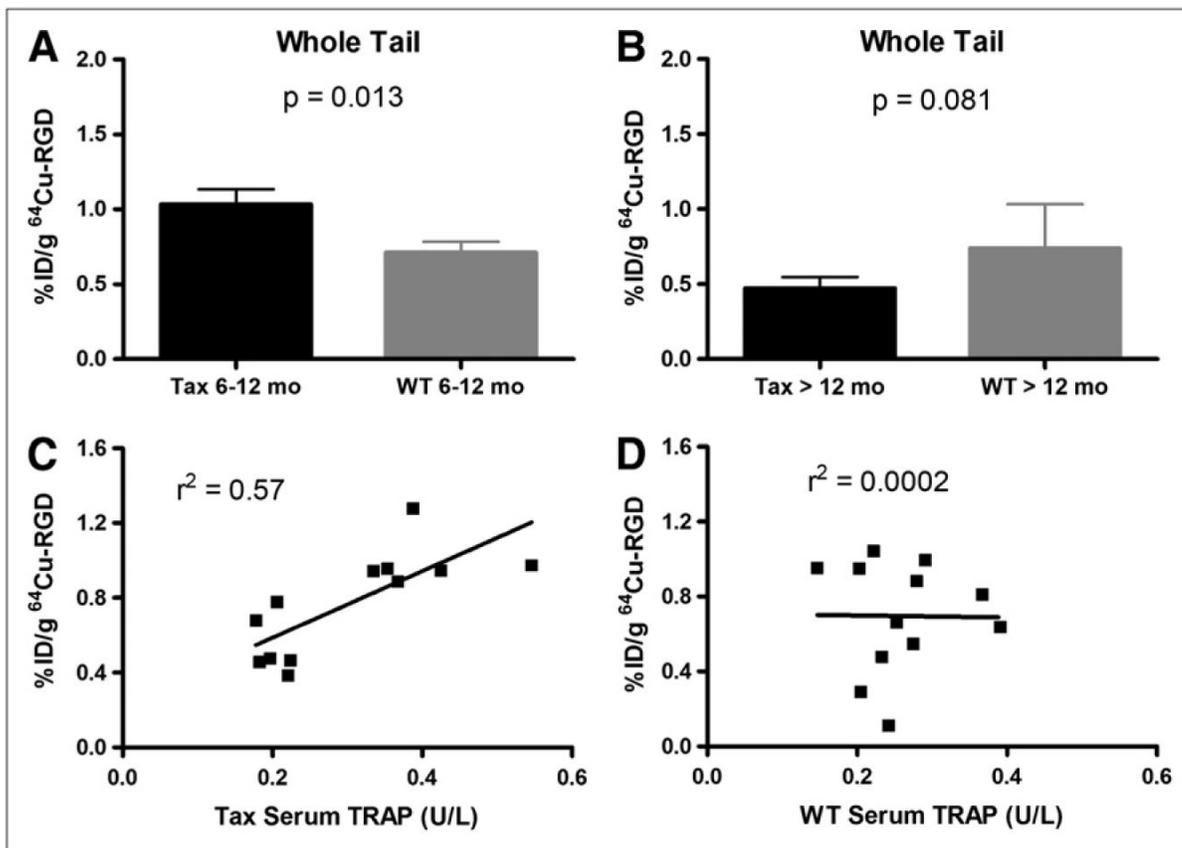 A
Whole Tail
p = 0.013
%ID/g ⁶⁴Cu-RGD
2.0
1.5
1.0
0.5
0.0
Tax 6-12 mo WT 6-12 mo
B
Whole Tail
p = 0.081
%ID/g ⁶⁴Cu-RGD
2.0
1.5
1.0
0.5
0.0
Tax > 12 mo WT > 12 mo
C
r² = 0.57
%ID/g ⁶⁴Cu-RGD
1.6
1.2
0.8
0.4
0.0
0.0 0.2 0.4 0.6
Tax Serum TRAP (U/L)
D
r² = 0.0002
%ID/g ⁶⁴Cu-RGD
1.6
1.2
0.8
0.4
0.0
0.0 0.2 0.4 0.6
WT Serum TRAP (U/L)